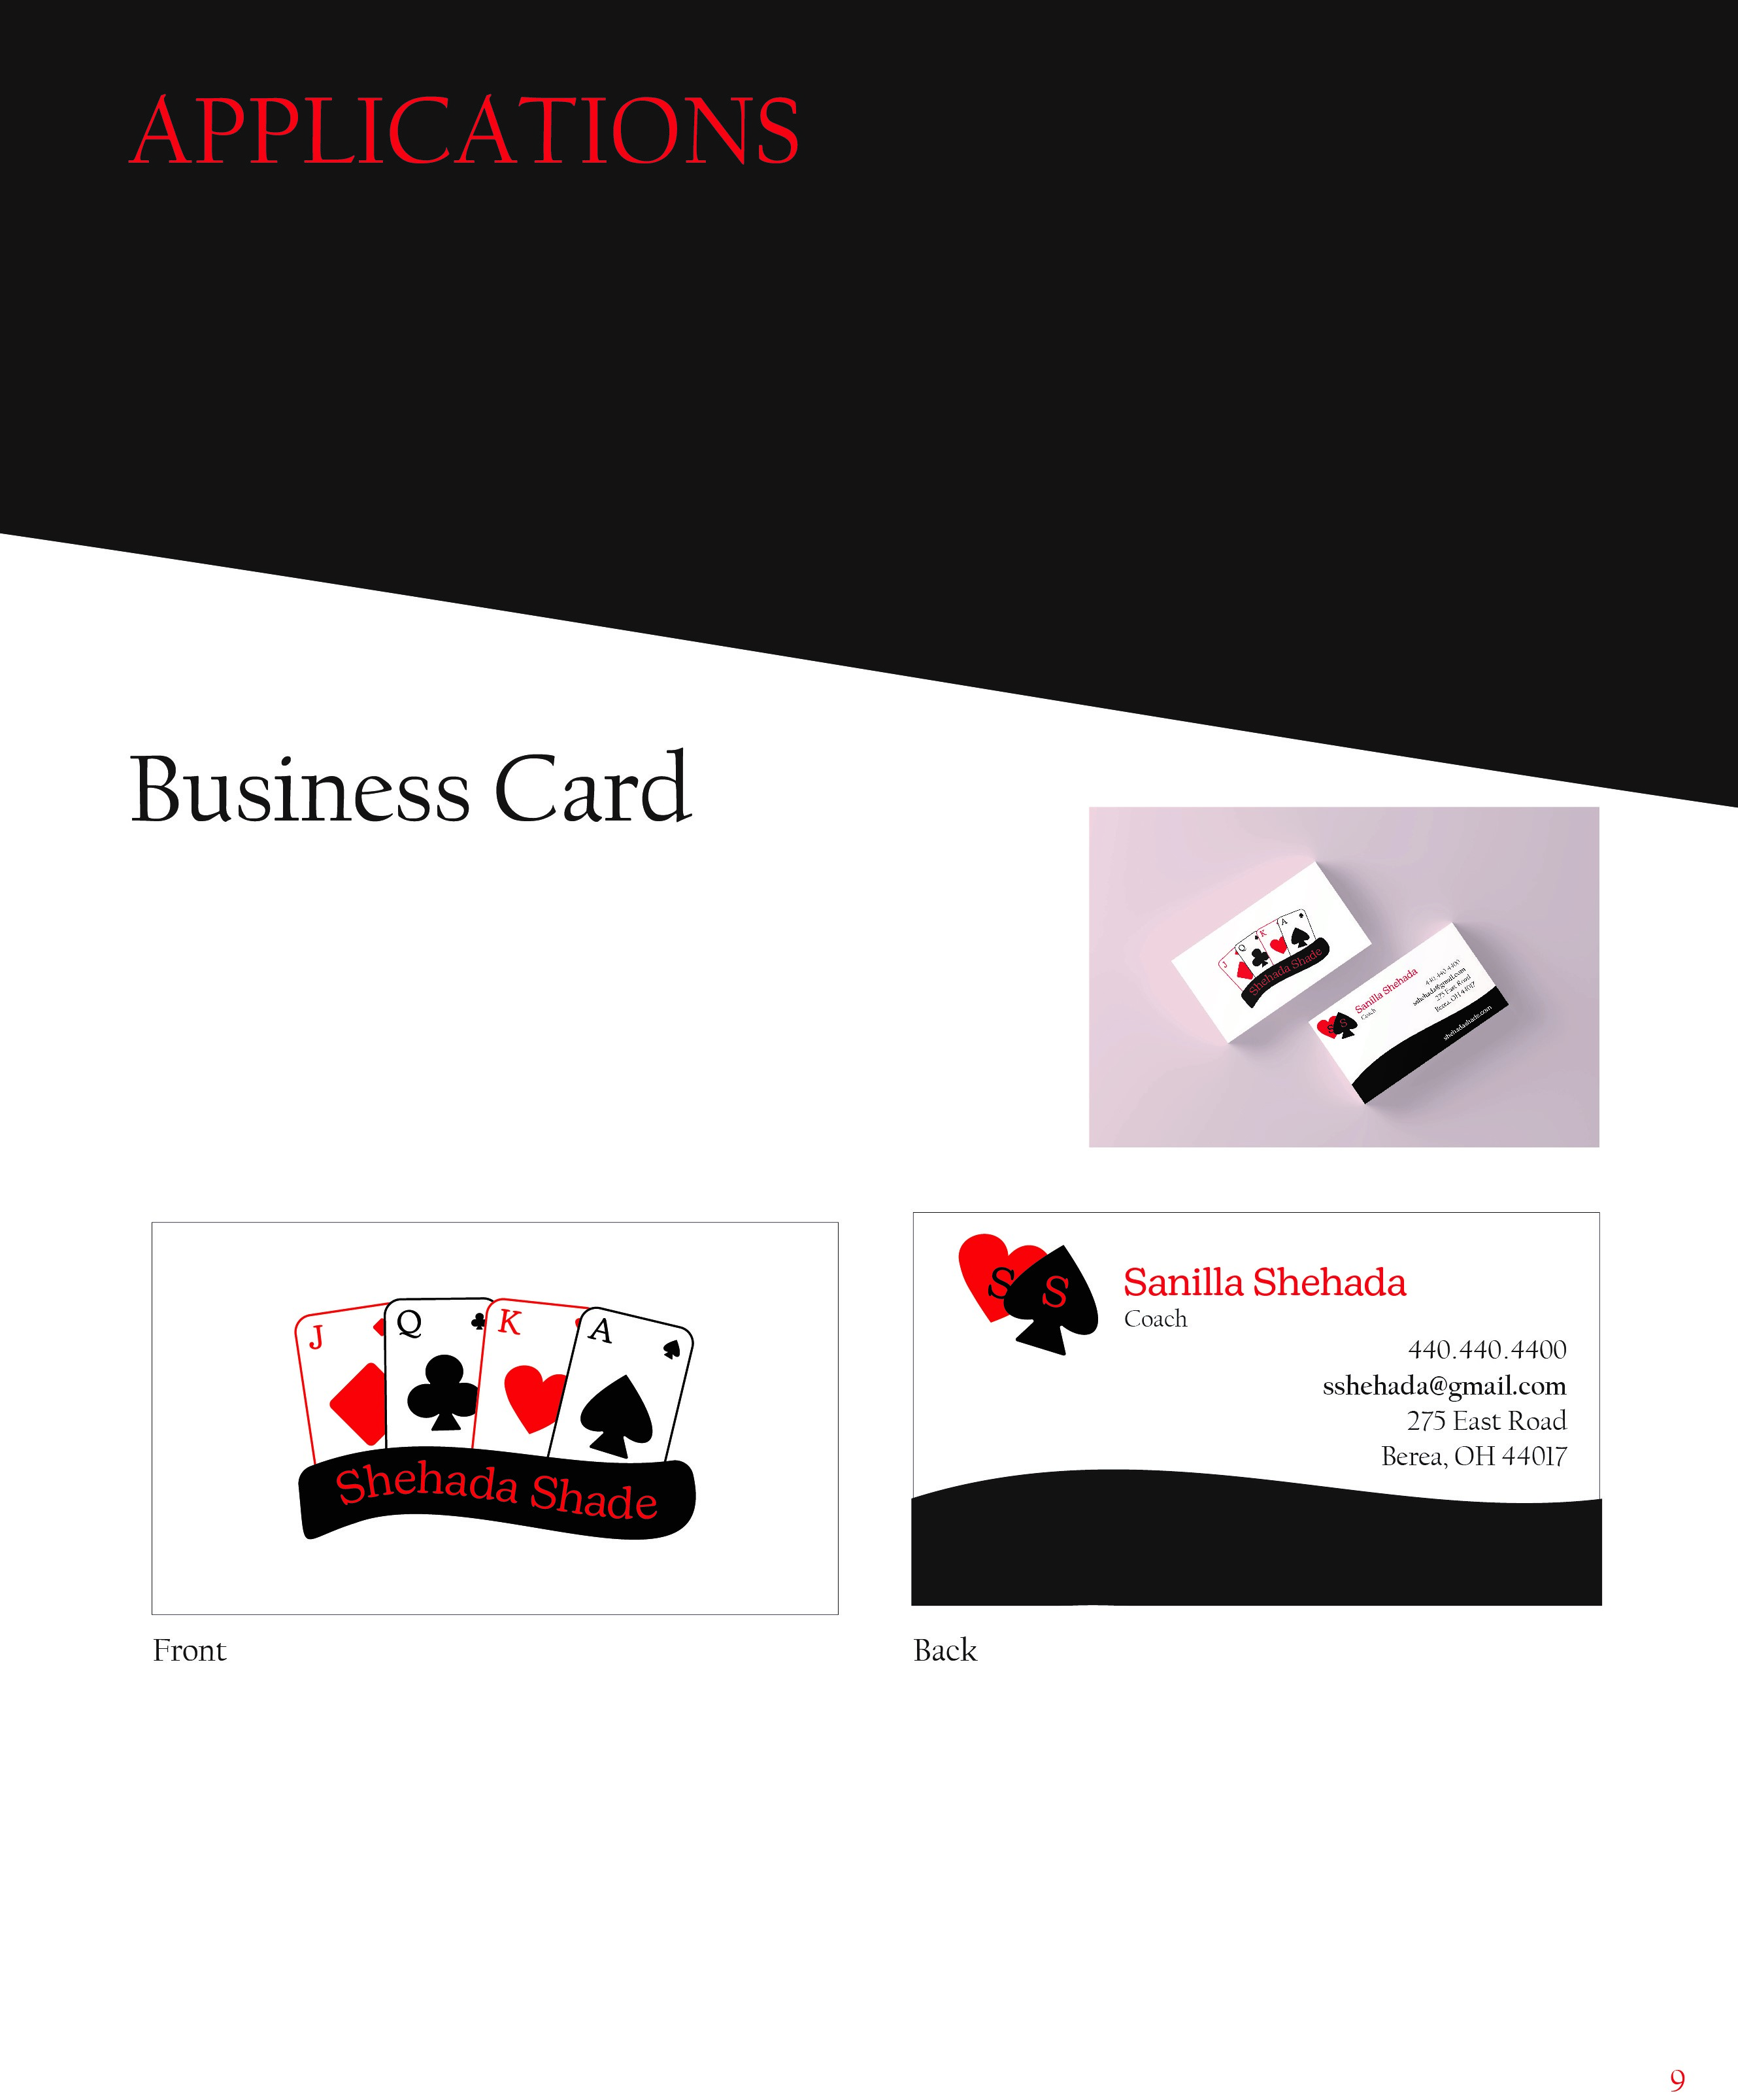 APPLICATIONS
Business Card
J
Q
K
A
Shehada Shade
Sanilla Shehada
Coach
440.440.4400
sshehada@gmail.com
275 East Road
Berea, OH 44017
shehadashade.com
J
Q
K
A
Shehada Shade
Front
S S
Sanilla Shehada
Coach
440.440.4400
sshehada@gmail.com
275 East Road
Berea, OH 44017
Back
9